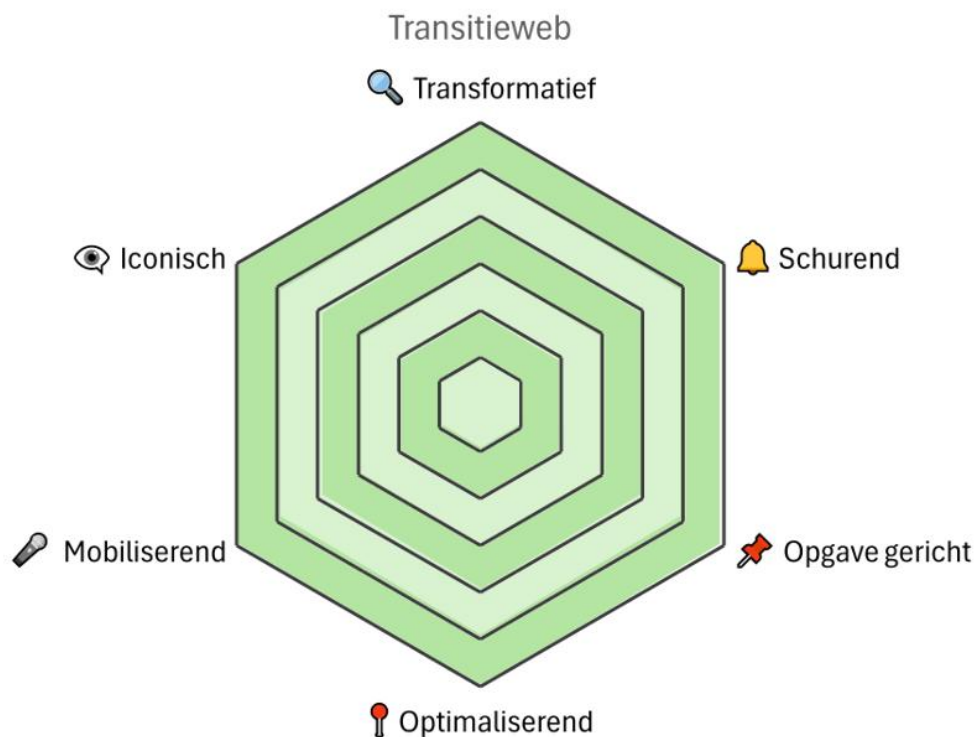 Transitieweb
Transformatief
Iconisch
Schurend
Mobiliserend
Opgave gericht
Optimaliserend